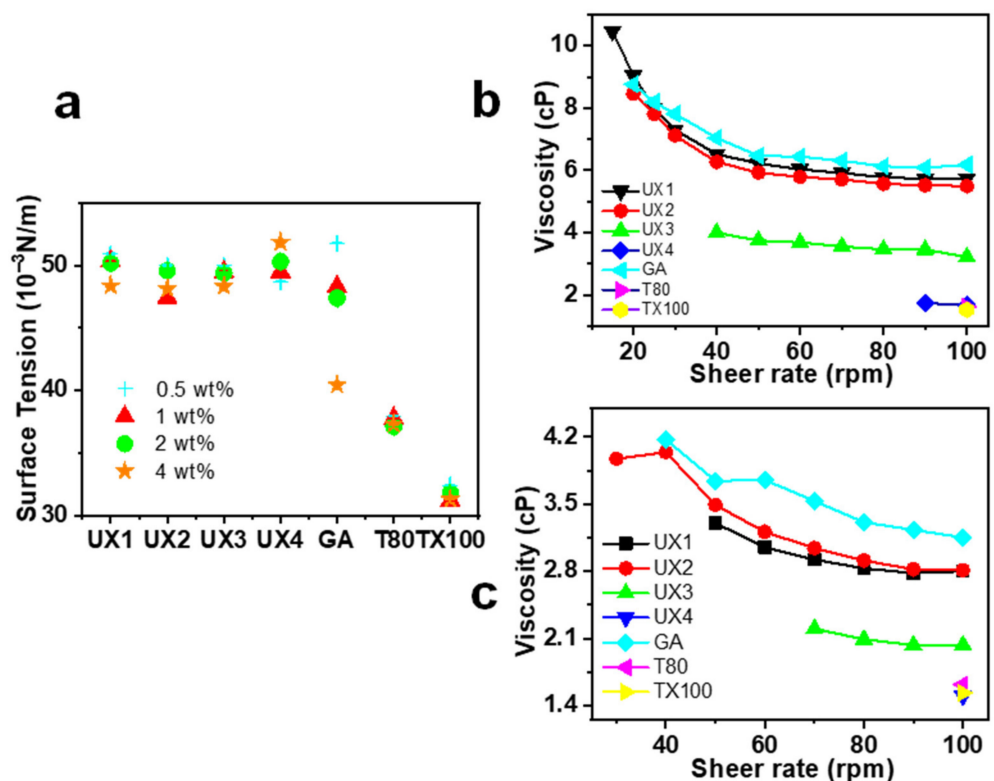 a
Surface Tension (10⁻³N/m)
50
40
30
0.5 wt%
1 wt%
2 wt%
4 wt%
UX1 UX2 UX3 UX4 GA T80 TX100
b
Viscosity (cP)
10
8
6
4
2
UX1
UX2
UX3
UX4
GA
T80
TX100
20 40 60 80 100
Sheer rate (rpm)
c
Viscosity (cP)
4.2
3.5
2.8
2.1
1.4
UX1
UX2
UX3
UX4
GA
T80
TX100
40 60 80 100
Sheer rate (rpm)